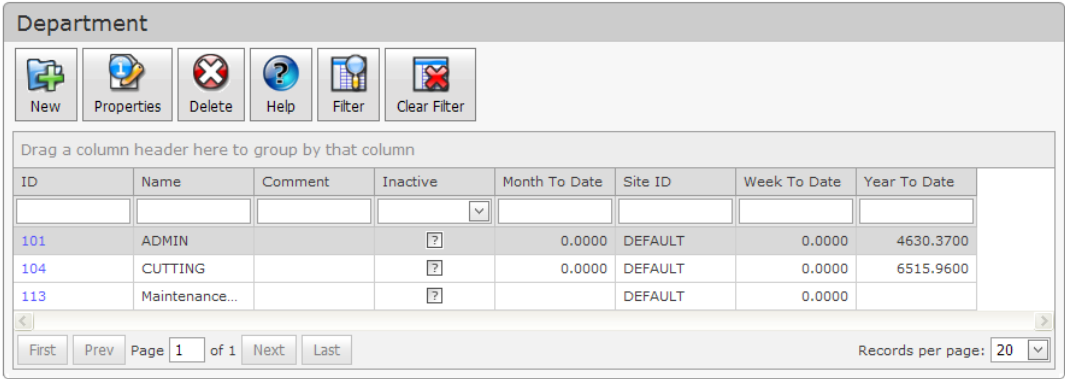 Department
New Properties Delete Help Filter Clear Filter
Drag a column header here to group by that column
ID Name Comment Inactive Month To Date Site ID Week To Date Year To Date
101 ADMIN ? 0.0000 DEFAULT 0.0000 4630.3700
104 CUTTING ? 0.0000 DEFAULT 0.0000 6515.9600
113 Maintenance... ? DEFAULT 0.0000
First Prev Page 1 of 1 Next Last Records per page: 20